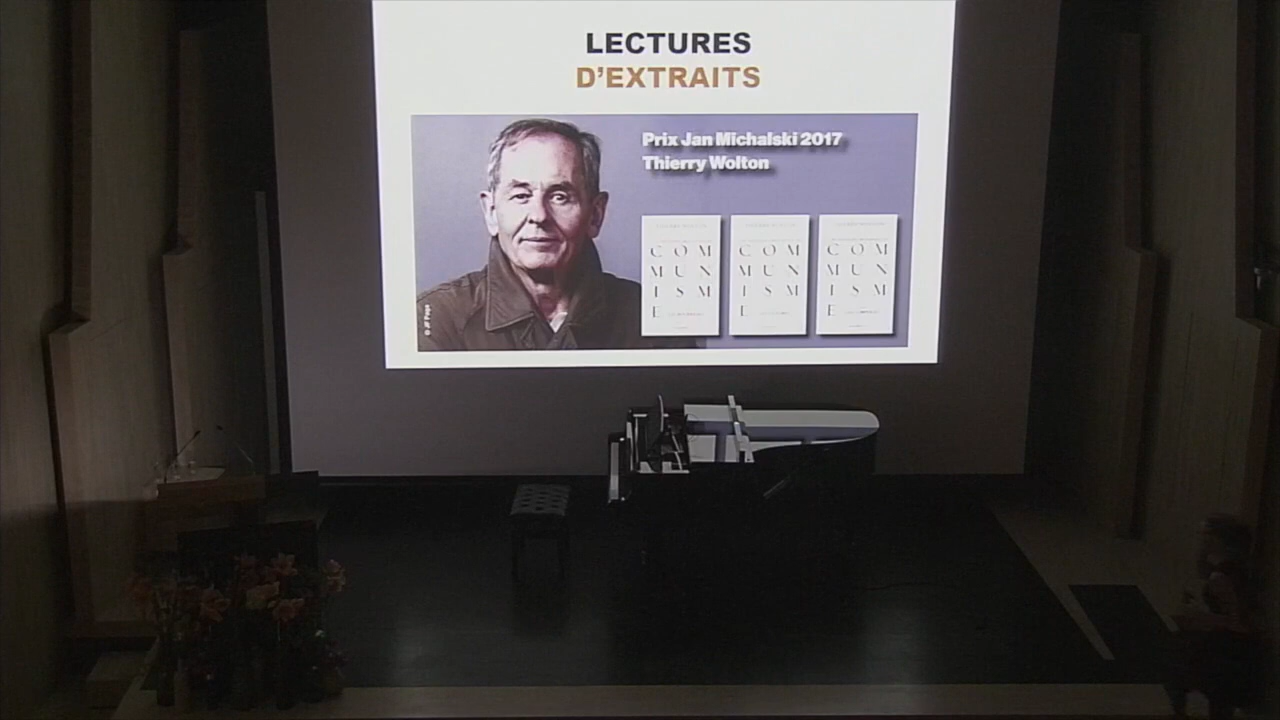 LECTURES
D'EXTRAITS
Prix Jan Michalski 2017
Thierry Wolton
COM
MUN
ISM
E
COM
MUN
ISM
E
COM
MUN
ISM
E